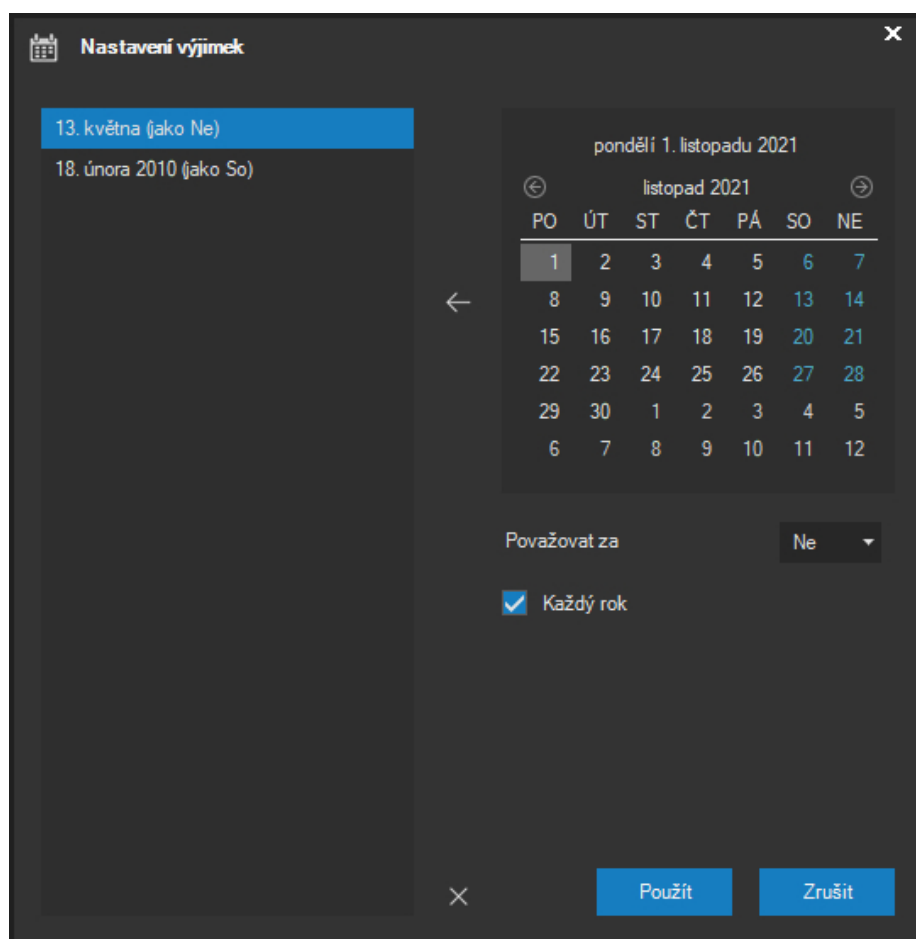 Nastavení výjimek
13. května (jako Ne)
18. února 2010 (jako So)
pondělí 1. listopadu 2021
listopad 2021
PO ÚT ST ČT PÁ SO NE
1 2 3 4 5 6 7
8 9 10 11 12 13 14
15 16 17 18 19 20 21
22 23 24 25 26 27 28
29 30 1 2 3 4 5
6 7 8 9 10 11 12
Považovat za Ne
Každý rok
Použít Zrušit